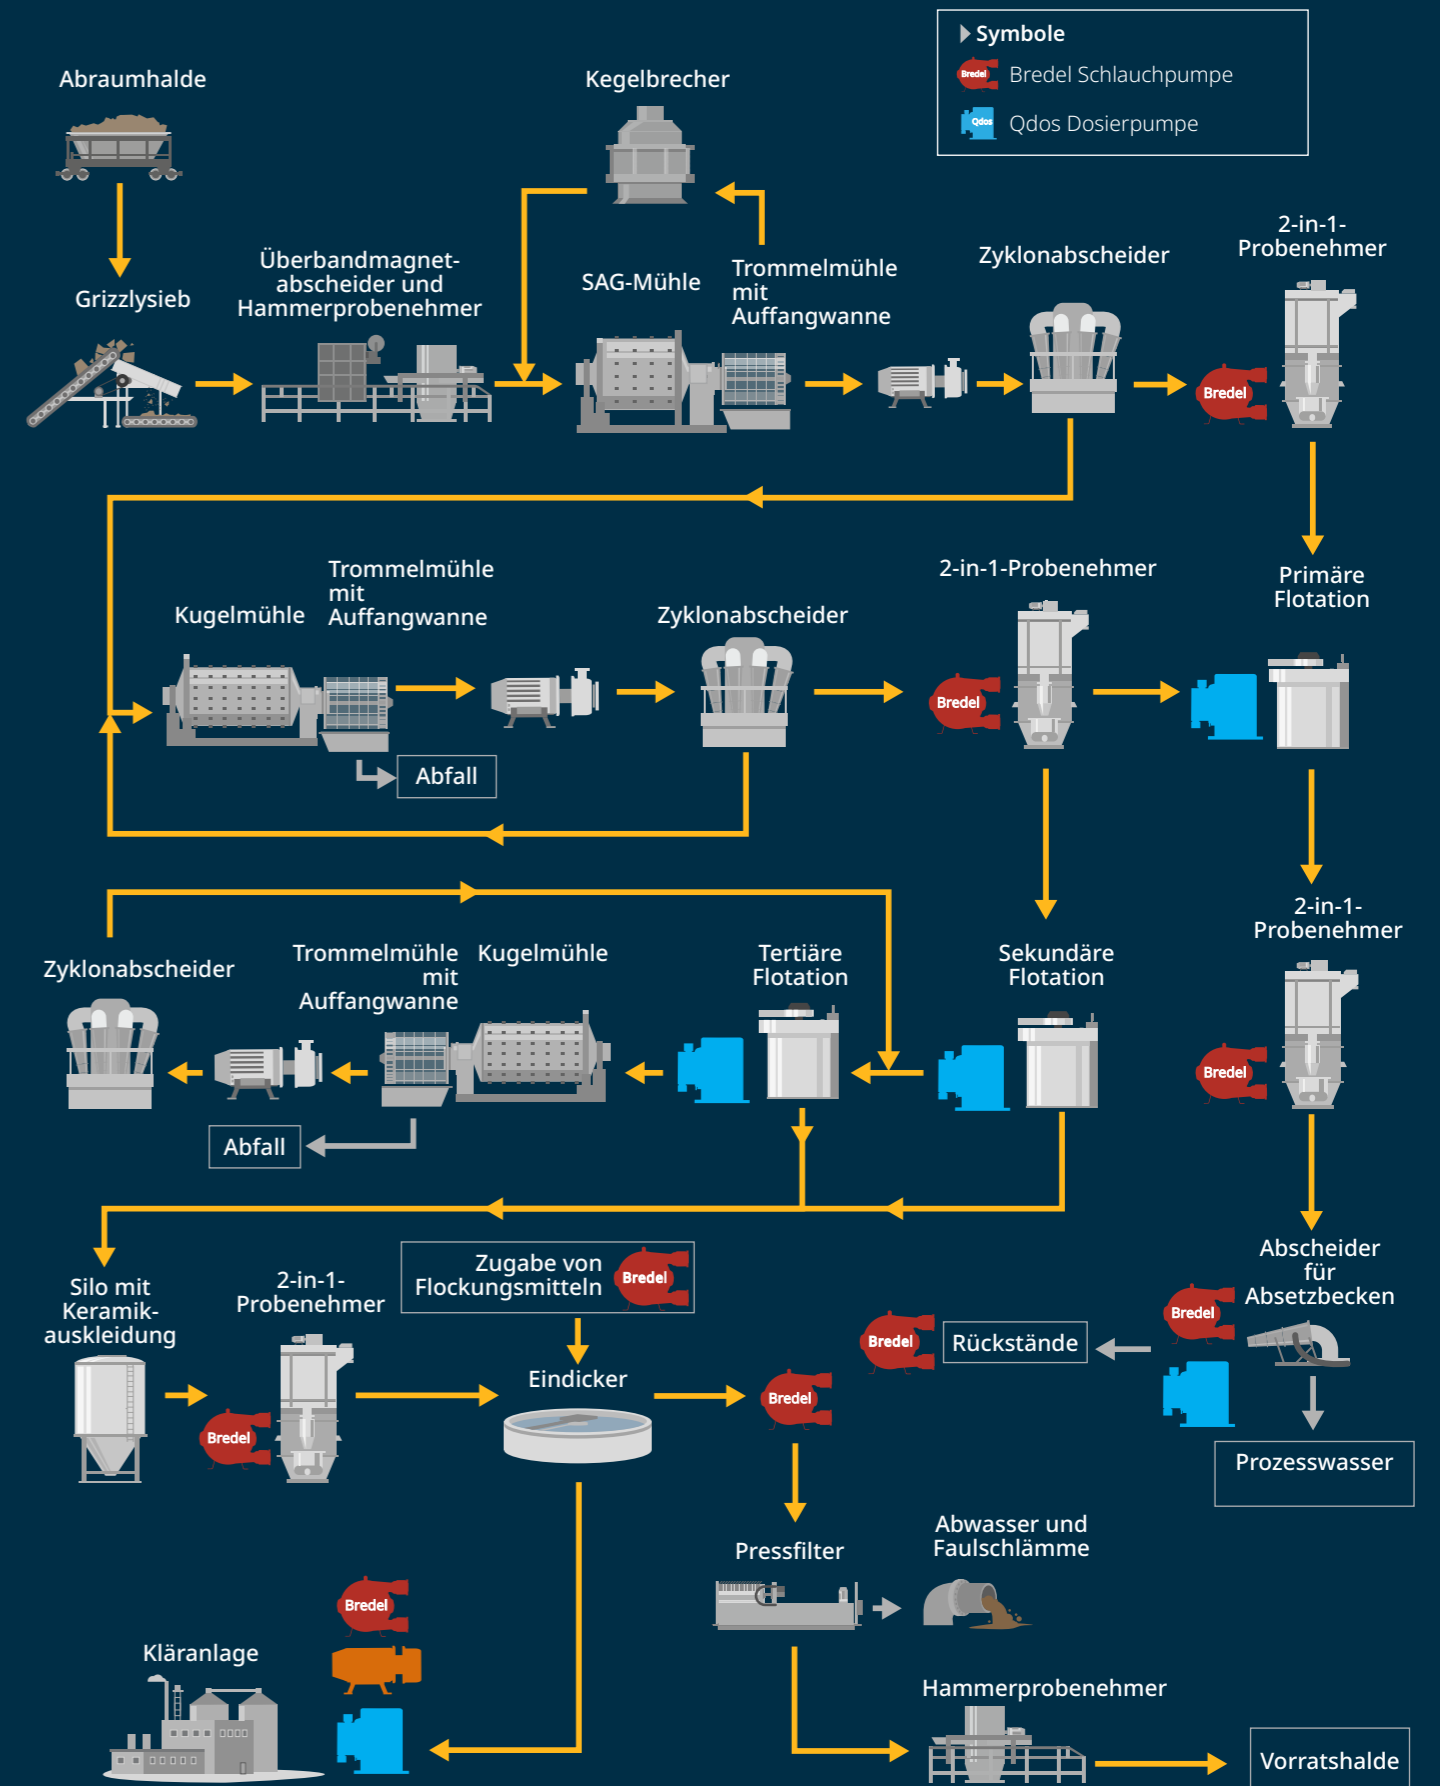 Symbole
Bredel
Bredel Schlauchpumpe
Qdos
Qdos Dosierpumpe
Abraumhalde
Kegelbrecher
Grizzlysieb
Überbandmagnet-
abscheider und
Hammerprobenehmer
SAG-Mühle
Trommelmühle
mit
Auffangwanne
Zyklonabscheider
2-in-1-
Probenehmer
Bredel
Kugelmühle
Trommelmühle
mit
Auffangwanne
Zyklonabscheider
2-in-1-Probenehmer
Primäre
Flotation
Bredel
Abfall
Zyklonabscheider
Trommelmühle
mit
Auffangwanne
Kugelmühle
Tertiäre
Flotation
Sekundäre
Flotation
2-in-1-
Probenehmer
Bredel
Abfall
Silo mit
Keramik-
auskleidung
2-in-1-
Probenehmer
Bredel
Zugabe von
Flockungsmitteln
Bredel
Eindicker
Bredel
Bredel
Rückstände
Bredel
Abscheider
für
Absetzbecken
Prozesswasser
Pressfilter
Abwasser und
Faulschlämme
Bredel
Kläranlage
Hammerprobenehmer
Vorratshalde